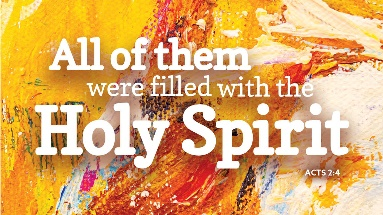 All of them
were filled with the
Holy Spirit
ACTS 2:4